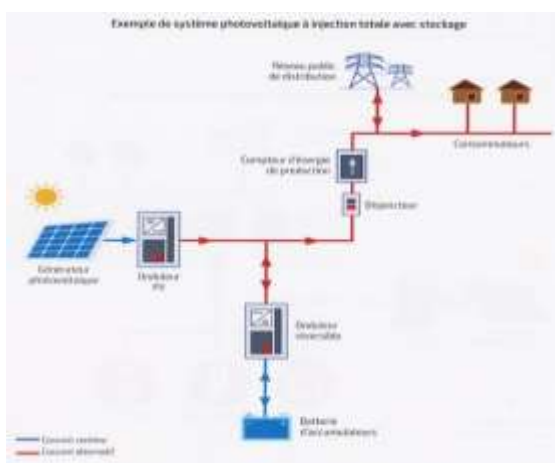 Exemple de système photovoltaïque à injection totale avec stockage
Réseau public
de distribution
Consommateurs
Compteur d'énergie
de production
Disjoncteur
Générateur
photovoltaïque
Onduleur
PV
Onduleur
réversible
Batterie
d'accumulateurs
Courant continu
Courant alternatif